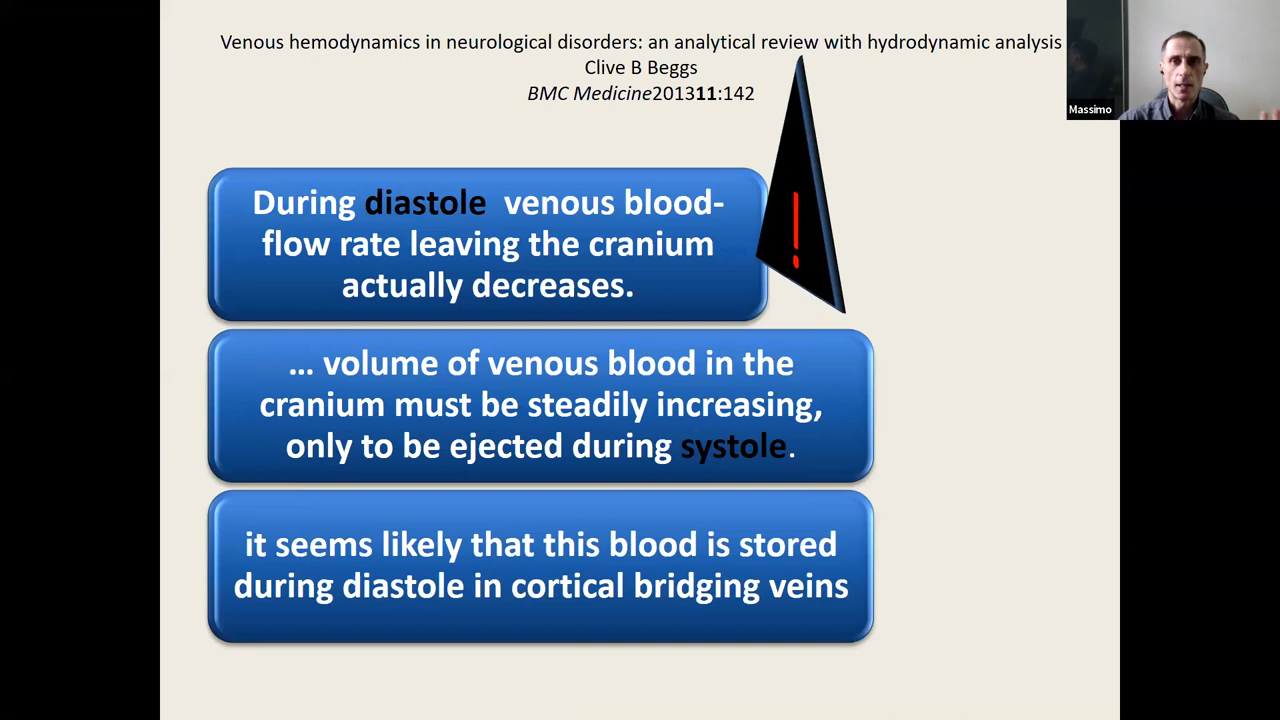 Venous hemodynamics in neurological disorders: an analytical review with hydrodynamic analysis
Clive B Beggs
BMC Medicine201311:142
Massimo
During diastole venous blood-
flow rate leaving the cranium
actually decreases.
!
... volume of venous blood in the
cranium must be steadily increasing,
only to be ejected during systole.
it seems likely that this blood is stored
during diastole in cortical bridging veins